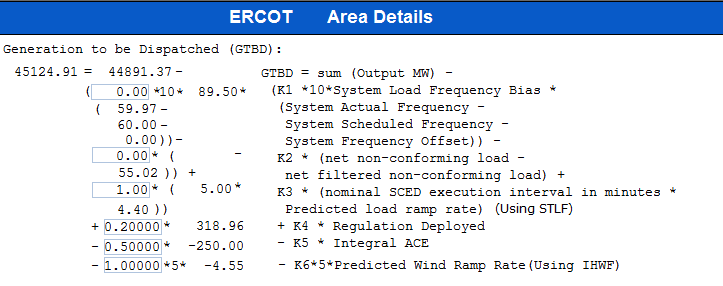 ERCOT Area Details
Generation to be Dispatched (GTBD):
45124.91 = 44891.37 - GTBD = sum (Output MW) -
( 0.00 *10* 89.50* (K1 *10*System Load Frequency Bias *
( 59.97 - (System Actual Frequency -
60.00 - System Scheduled Frequency -
0.00))- System Frequency Offset)) -
0.00 * ( - K2 * (net non-conforming load -
55.02 )) + net filtered non-conforming load) +
1.00 * ( 5.00* K3 * (nominal SCED execution interval in minutes *
4.40 )) Predicted load ramp rate) (Using STLF)
+ 0.20000 * 318.96 + K4 * Regulation Deployed
- 0.50000 * -250.00 - K5 * Integral ACE
- 1.00000 *5* -4.55 - K6*5*Predicted Wind Ramp Rate(Using IHWF)